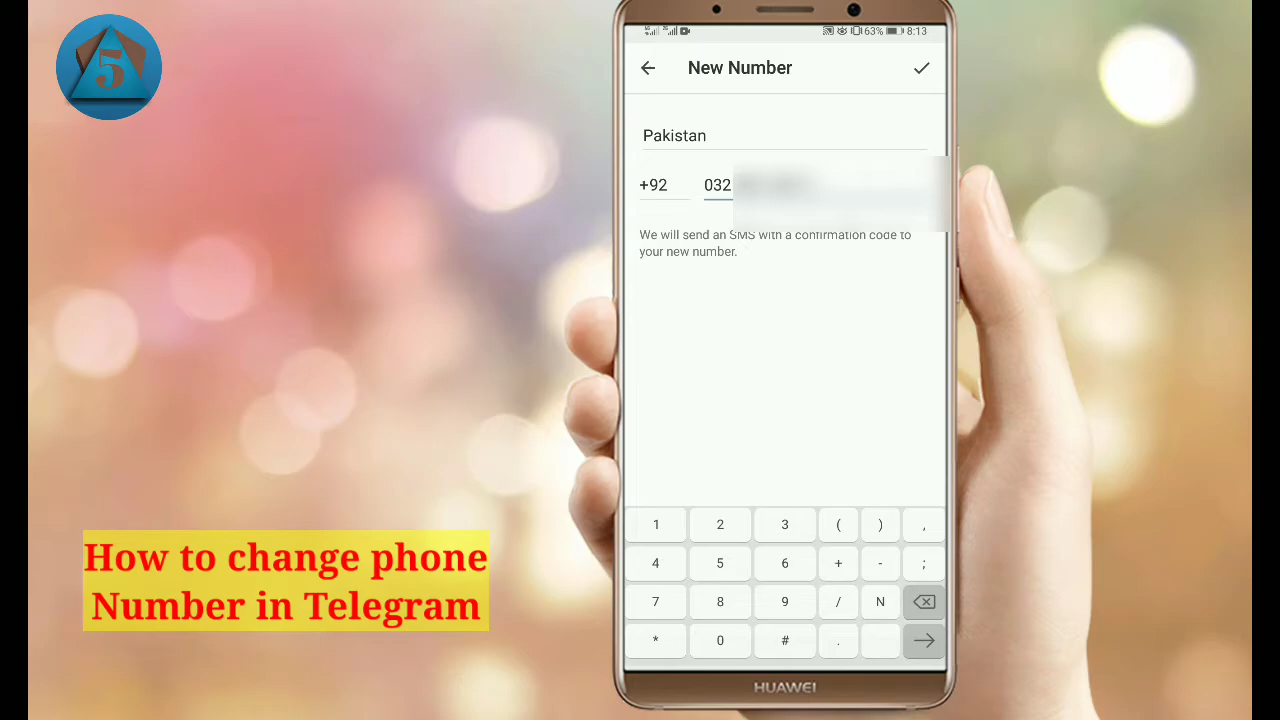 5
63% 8:13
New Number
Pakistan
+92 032
We will send an SMS with a confirmation code to
your new number.
How to change phone
Number in Telegram
1 2 3 ( ) ,
4 5 6 + - ;
7 8 9 / N
* 0 # .
HUAWEI